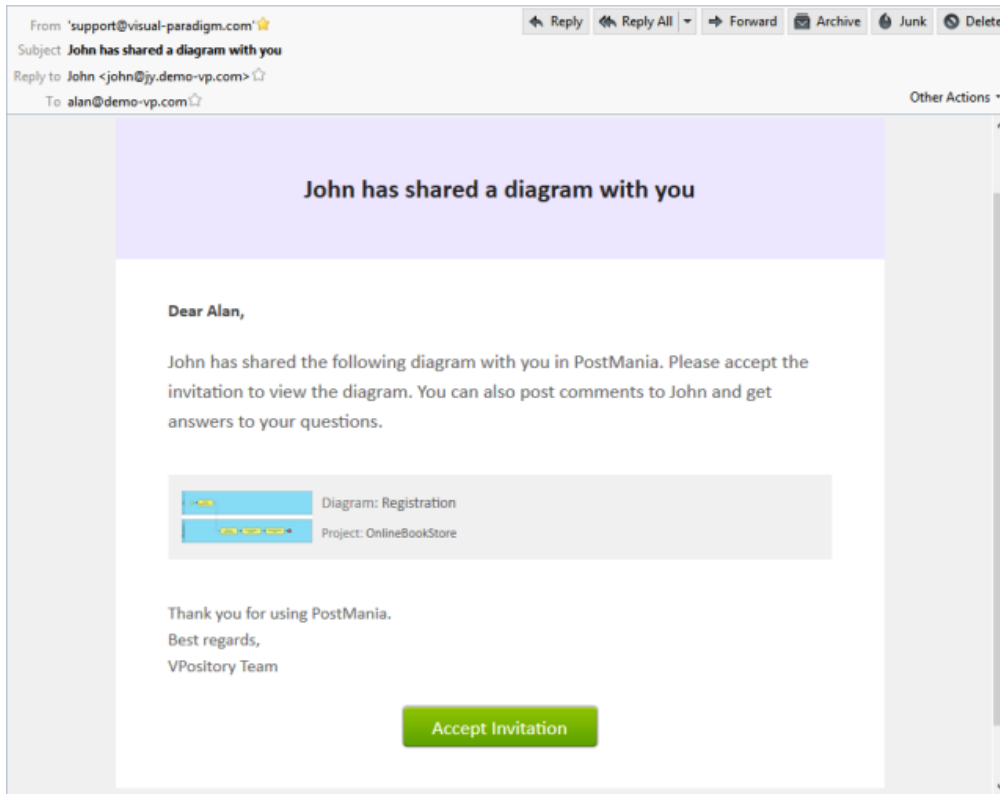 From 'support@visual-paradigm.com'
Reply Reply All Forward Archive Junk Delete
Subject John has shared a diagram with you
Reply to John <john@jy.demo-vp.com>
To alan@demo-vp.com
Other Actions
John has shared a diagram with you
Dear Alan,
John has shared the following diagram with you in PostMania. Please accept the
invitation to view the diagram. You can also post comments to John and get
answers to your questions.
Diagram: Registration
Project: OnlineBookStore
Thank you for using PostMania.
Best regards,
VPository Team
Accept Invitation